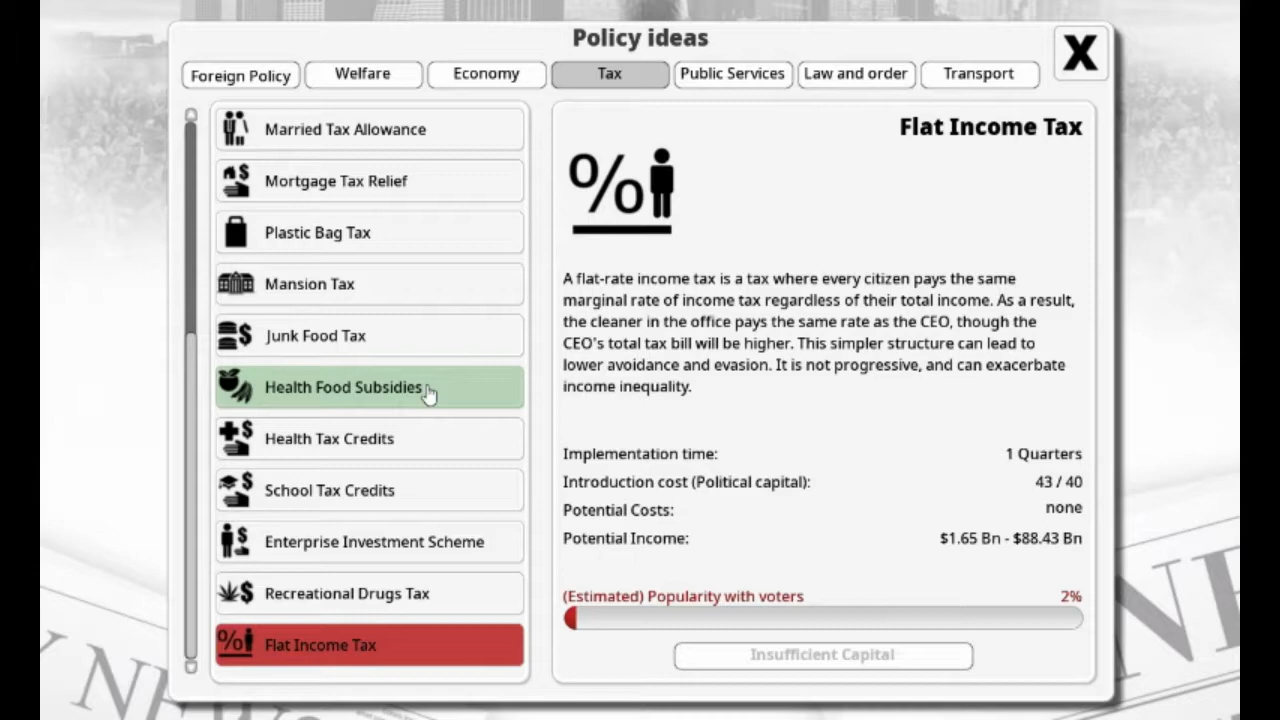 Policy ideas
X
Foreign Policy
Welfare
Economy
Tax
Public Services
Law and order
Transport
Married Tax Allowance
Mortgage Tax Relief
Plastic Bag Tax
Mansion Tax
Junk Food Tax
Health Food Subsidies
Health Tax Credits
School Tax Credits
Enterprise Investment Scheme
Recreational Drugs Tax
Flat Income Tax
Flat Income Tax
A flat-rate income tax is a tax where every citizen pays the same
marginal rate of income tax regardless of their total income. As a result,
the cleaner in the office pays the same rate as the CEO, though the
CEO's total tax bill will be higher. This simpler structure can lead to
lower avoidance and evasion. It is not progressive, and can exacerbate
income inequality.
Implementation time: 1 Quarters
Introduction cost (Political capital): 43 / 40
Potential Costs: none
Potential Income: $1.65 Bn - $88.43 Bn
(Estimated) Popularity with voters 2%
Insufficient Capital